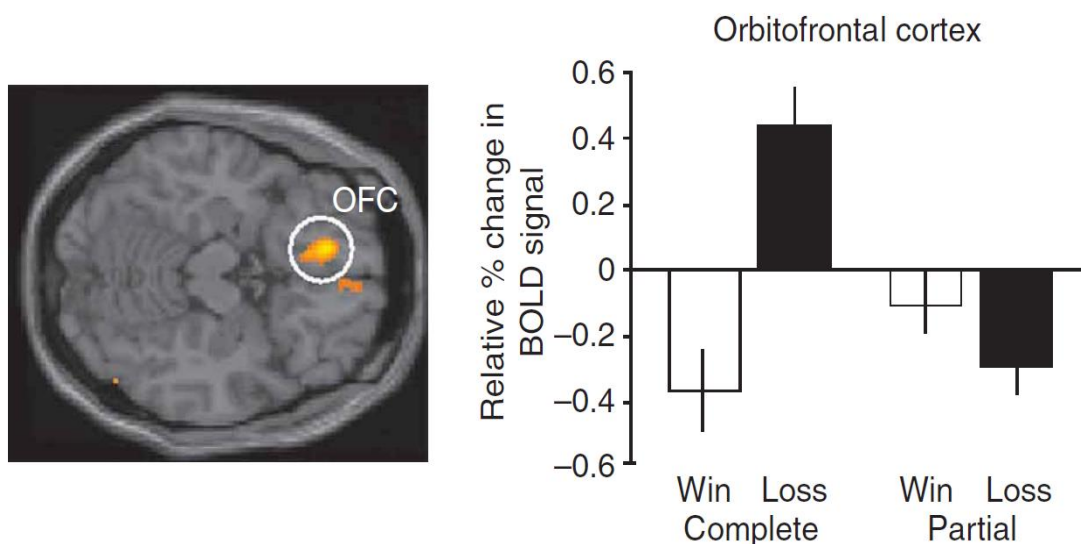 OFC
Orbitofrontal cortex
Relative % change in
BOLD signal
0.6
0.4
0.2
0
−0.2
−0.4
−0.6
Win Loss Win Loss
Complete Partial